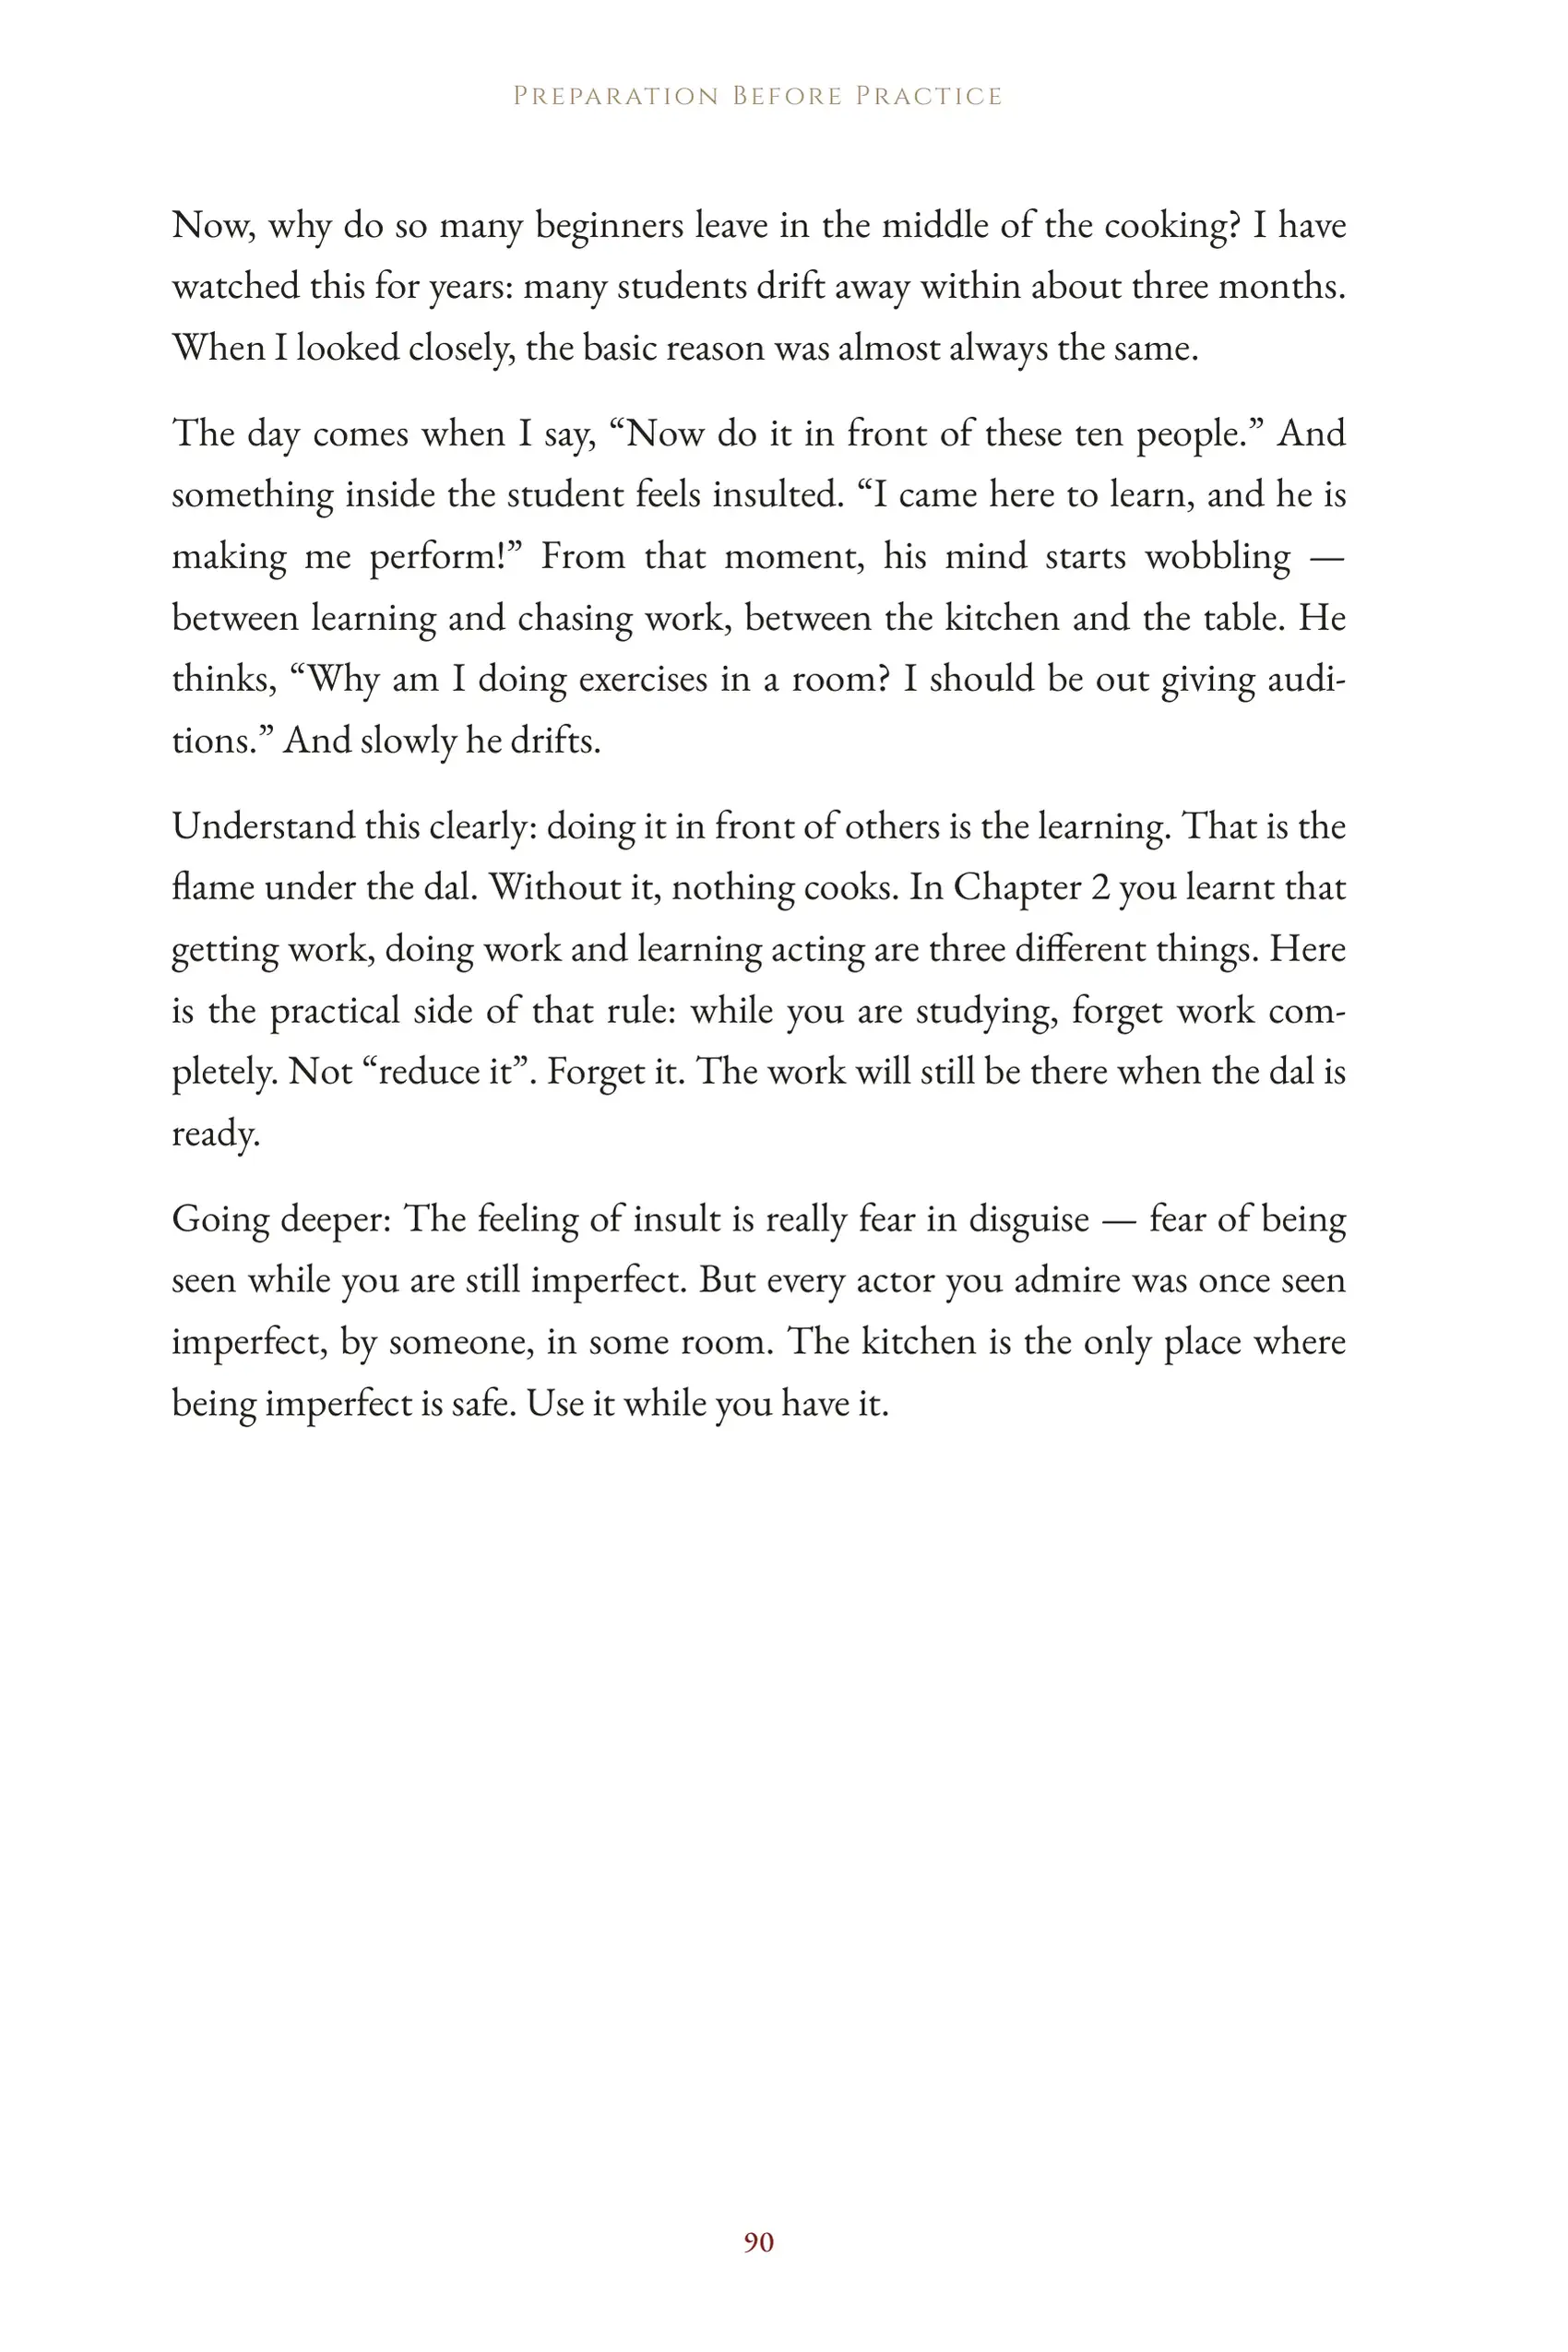 Preparation Before Practice
Now, why do so many beginners leave in the middle of the cooking? I have
watched this for years: many students drift away within about three months.
When I looked closely, the basic reason was almost always the same.
The day comes when I say, “Now do it in front of these ten people.” And
something inside the student feels insulted. “I came here to learn, and he is
making me perform!” From that moment, his mind starts wobbling —
between learning and chasing work, between the kitchen and the table. He
thinks, “Why am I doing exercises in a room? I should be out giving audi-
tions.” And slowly he drifts.
Understand this clearly: doing it in front of others is the learning. That is the
flame under the dal. Without it, nothing cooks. In Chapter 2 you learnt that
getting work, doing work and learning acting are three different things. Here
is the practical side of that rule: while you are studying, forget work com-
pletely. Not “reduce it”. Forget it. The work will still be there when the dal is
ready.
Going deeper: The feeling of insult is really fear in disguise — fear of being
seen while you are still imperfect. But every actor you admire was once seen
imperfect, by someone, in some room. The kitchen is the only place where
being imperfect is safe. Use it while you have it.
90